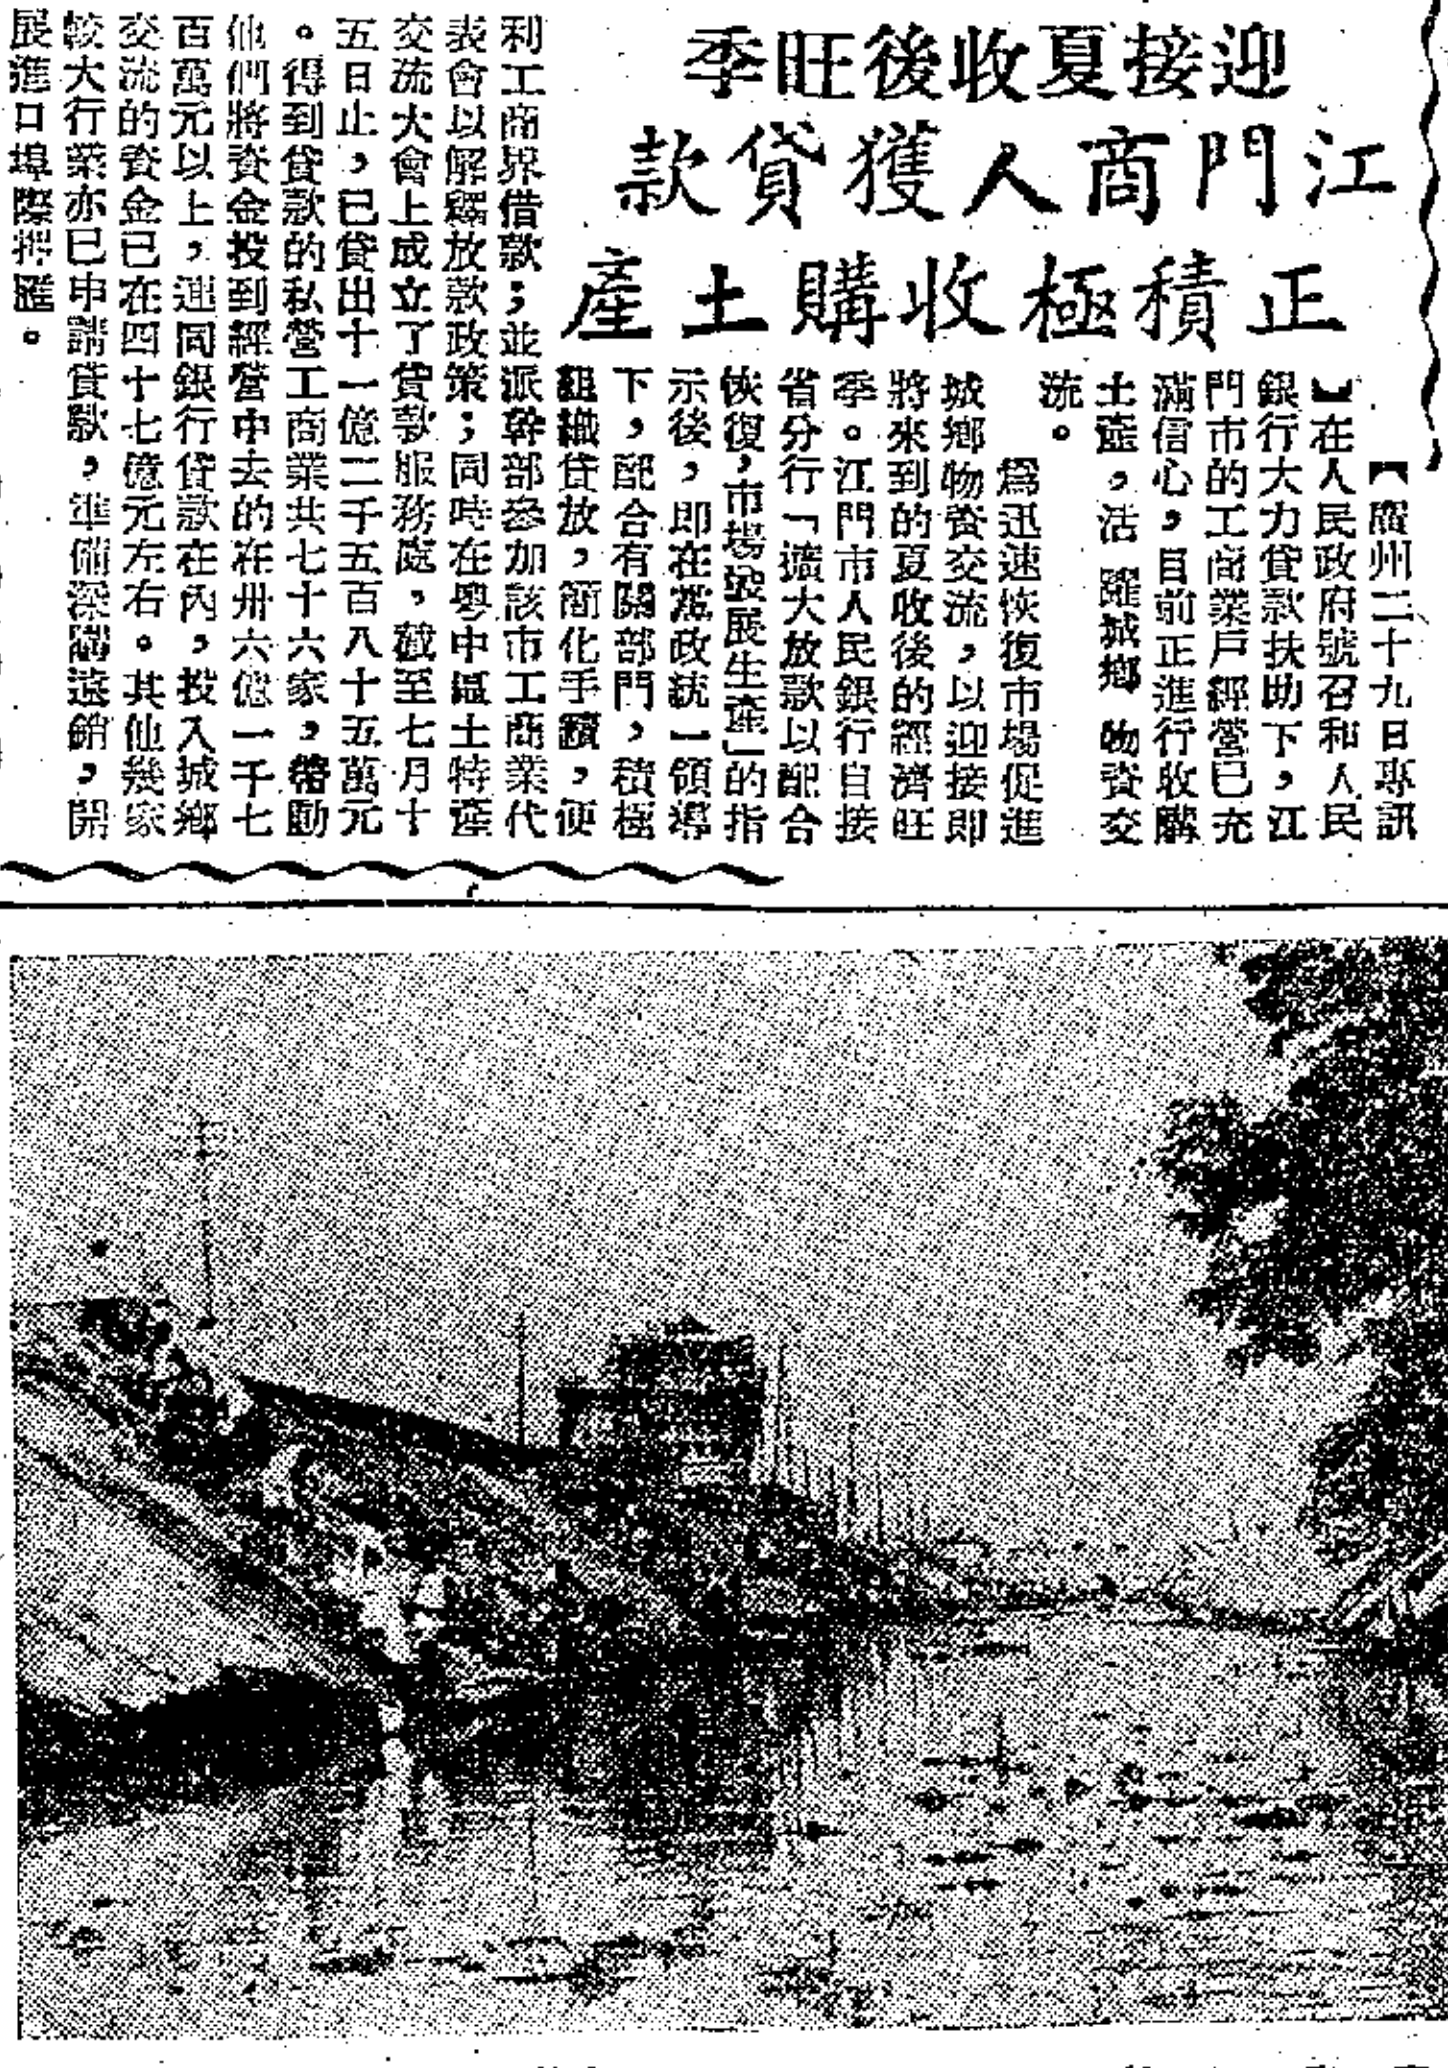 迎接夏收後旺季
江門商人獲貸款
正積極收購土產
【廣州二十九日專訊
】在人民政府號召和人民
銀行大力貸款扶助下，江
門市的工商業戶經營已充
滿信心，目前正進行收購
土產，活躍城鄉物資交
流。
爲迅速恢復市場促進
城鄉物資交流，以迎接即
將來到的夏收後的經濟旺
季。江門市人民銀行自接
省分行「擴大放款以配合
恢復，市場發展生產」的指
示後，即在黨政統一領導
下，配合有關部門，積極
組織貸放，簡化手續，便
利工商界借款；並派幹部參加該市工商業代
表會以解釋放款政策；同時在粵中區土特產
交流大會上成立了貸款服務處，截至七月十
五日止，已貸出十一億二千五百八十五萬元
。得到貸款的私營工商業共七十六家，帶動
他們將資金投到經營中去的在卅六億一千七
百萬元以上，連同銀行貸款在內，投入城鄉
交流的資金已在四十七億元左右。其他幾家
較大行業亦已申請貸款，準備深購遠銷，開
展進口埠際押匯。